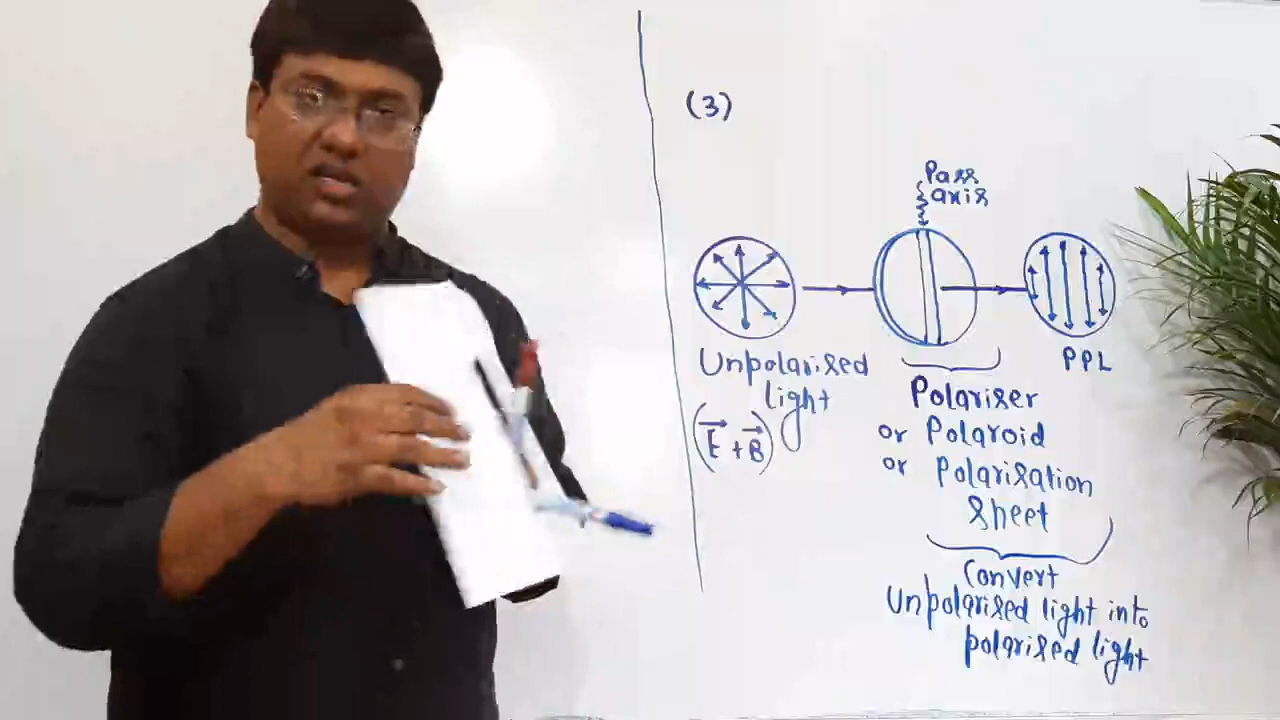 (3)
Pass
axis
Unpolarised
light
(E + B)
PPL
Polariser
or Polaroid
or Polarisation
Sheet
Convert
Unpolarised light into
polarised light